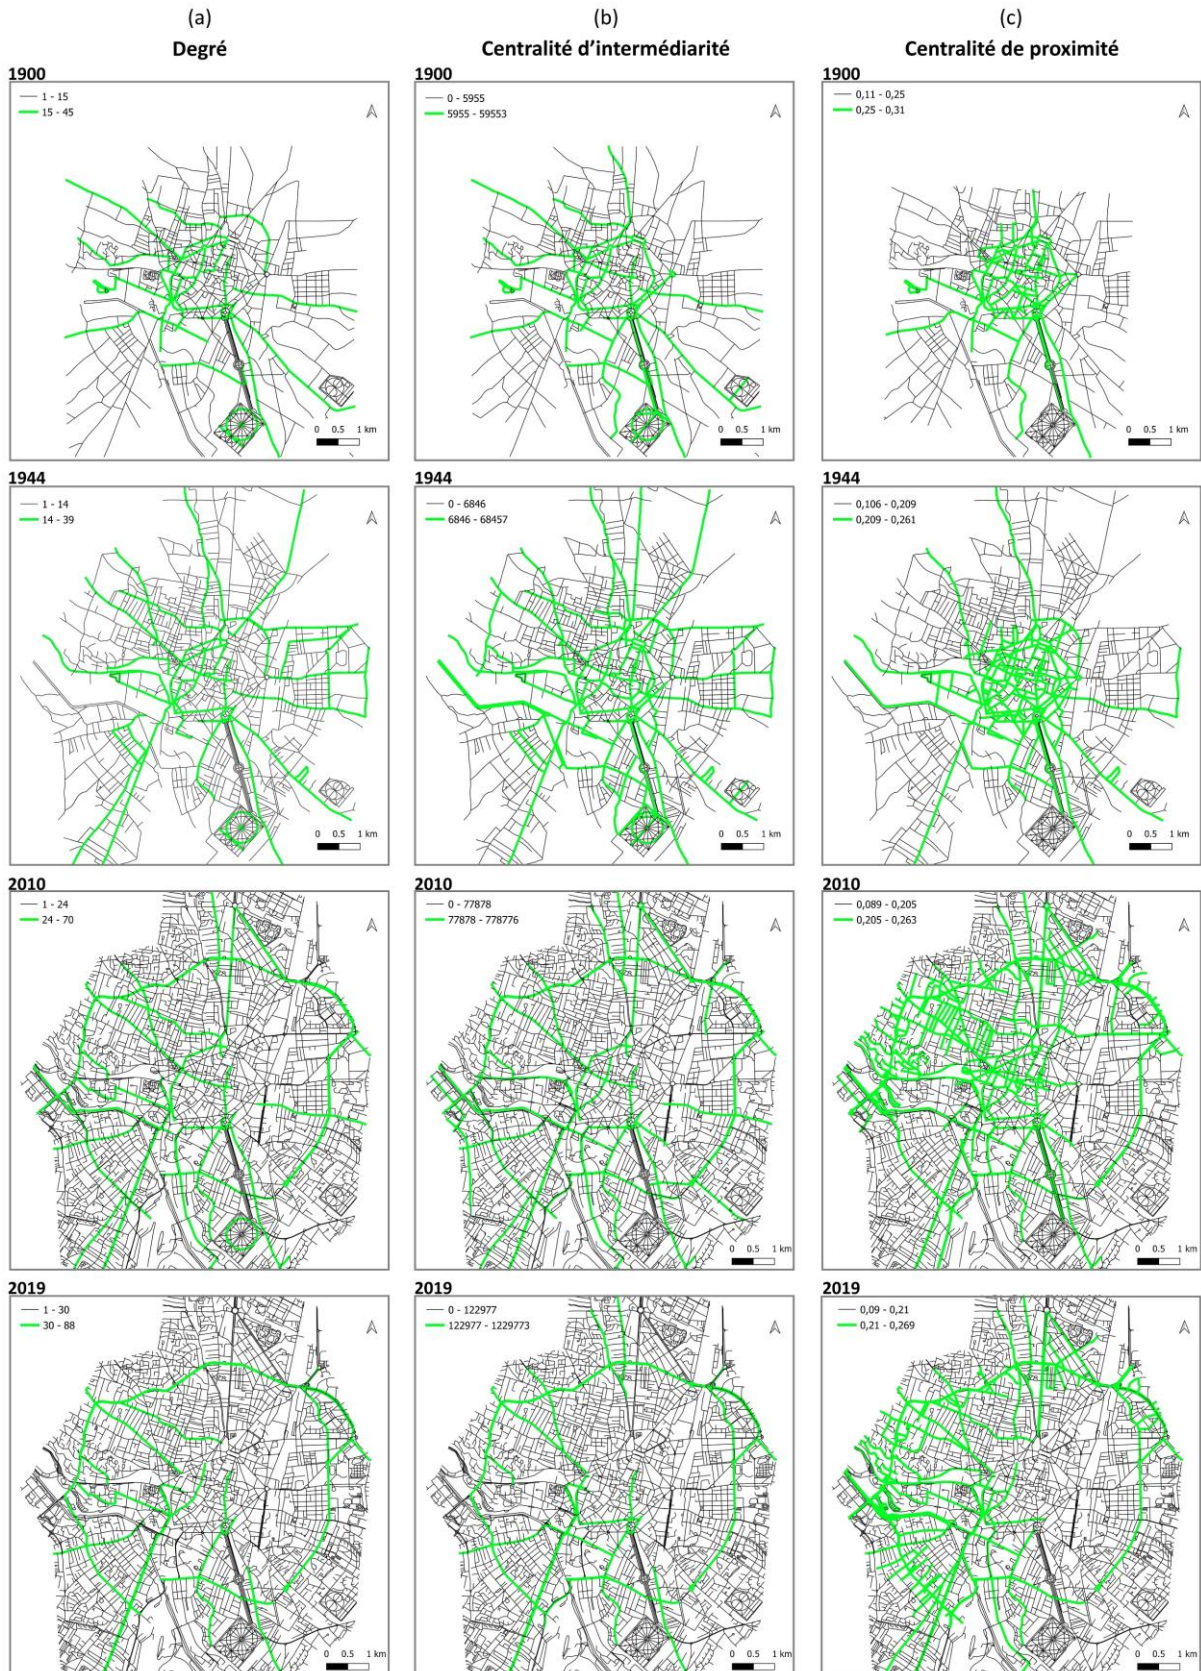 (a)
Degré
(b)
Centralité d'intermédiarité
(c)
Centralité de proximité
1900
1 - 15
15 - 45
0 0.5 1 km
1900
0 - 5955
5955 - 59553
0 0.5 1 km
1900
0,11 - 0,25
0,25 - 0,31
0 0.5 1 km
1944
1 - 14
14 - 39
0 0.5 1 km
1944
0 - 6846
6846 - 68457
0 0.5 1 km
1944
0,106 - 0,209
0,209 - 0,261
0 0.5 1 km
2010
1 - 24
24 - 70
0 0.5 1 km
2010
0 - 77878
77878 - 778776
0 0.5 1 km
2010
0,089 - 0,205
0,205 - 0,263
0 0.5 1 km
2019
1 - 30
30 - 88
0 0.5 1 km
2019
0 - 122977
122977 - 1229773
0 0.5 1 km
2019
0,09 - 0,21
0,21 - 0,269
0 0.5 1 km